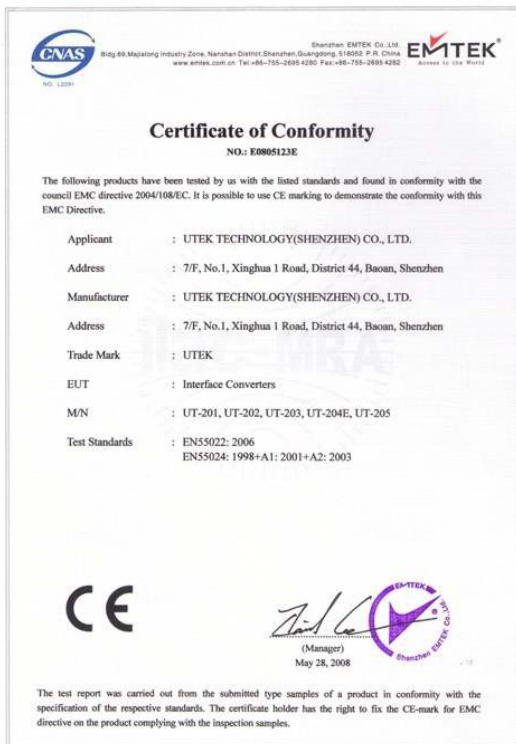 CNAS
NO. L2291
Shenzhen EMTEK Co.,Ltd.
Bldg.69,Majialong Industry Zone, Nanshan District,Shenzhen,Guangdong, 518052 P.R. China
www.emtek.com.cn Tel:+86-755-2695 4280 Fax:+86-755-2695 4282
EMTEK
Access to the World
Certificate of Conformity
NO.: E0805123E
The following products have been tested by us with the listed standards and found in conformity with the
council EMC directive 2004/108/EC. It is possible to use CE marking to demonstrate the conformity with this
EMC Directive.
Applicant : UTEK TECHNOLOGY(SHENZHEN) CO., LTD.
Address : 7/F, No.1, Xinghua 1 Road, District 44, Baoan, Shenzhen
Manufacturer : UTEK TECHNOLOGY(SHENZHEN) CO., LTD.
Address : 7/F, No.1, Xinghua 1 Road, District 44, Baoan, Shenzhen
Trade Mark : UTEK
EUT : Interface Converters
M/N : UT-201, UT-202, UT-203, UT-204E, UT-205
Test Standards : EN55022: 2006
EN55024: 1998+A1: 2001+A2: 2003
CE
(Manager)
May 28, 2008
EMTEK
Shenzhen EMTEK Co.,Ltd.
The test report was carried out from the submitted type samples of a product in conformity with the
specification of the respective standards. The certificate holder has the right to fix the CE-mark for EMC
directive on the product complying with the inspection samples.